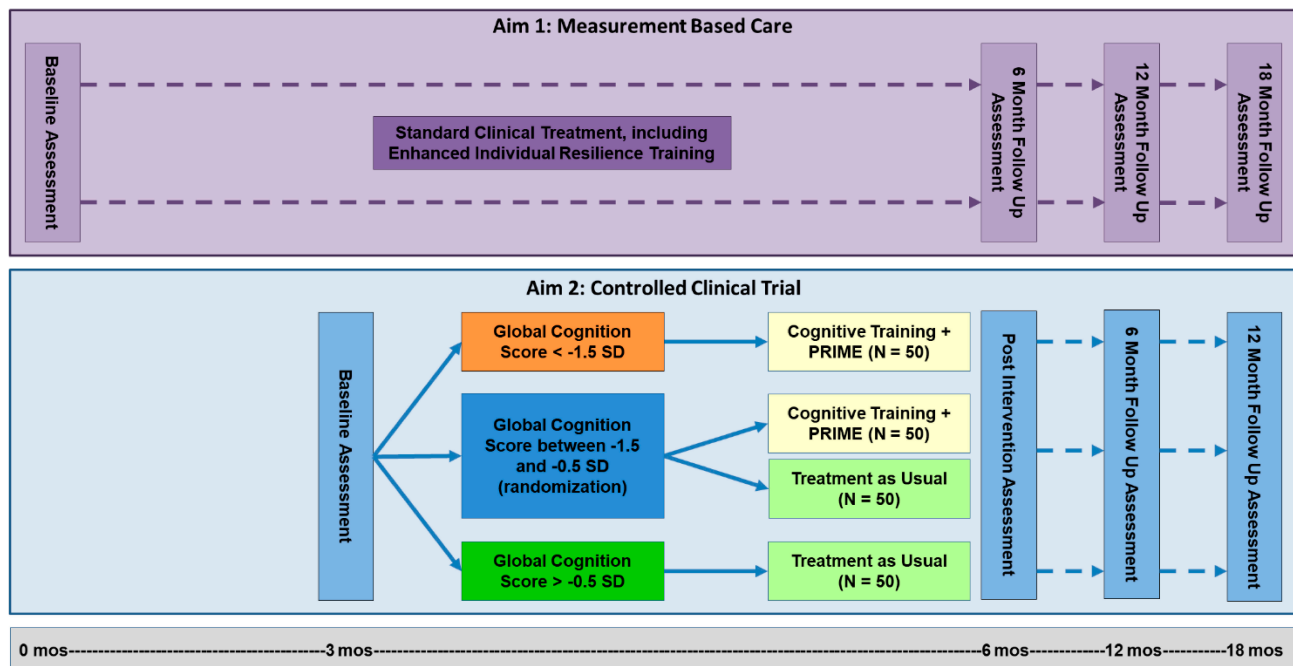 Aim 1: Measurement Based Care
Baseline Assessment
Standard Clinical Treatment, including
Enhanced Individual Resilience Training
6 Month Follow Up
Assessment
12 Month Follow Up
Assessment
18 Month Follow Up
Assessment
Aim 2: Controlled Clinical Trial
Baseline Assessment
Global Cognition
Score < -1.5 SD
Cognitive Training +
PRIME (N = 50)
Global Cognition
Score between -1.5
and -0.5 SD
(randomization)
Cognitive Training +
PRIME (N = 50)
Treatment as Usual
(N = 50)
Global Cognition
Score > -0.5 SD
Treatment as Usual
(N = 50)
Post Intervention Assessment
6 Month Follow Up Assessment
12 Month Follow Up Assessment
0 mos-----------------------------------------3 mos---------------------------------------------------------------------------------------------6 mos------------12 mos-----------18 mos